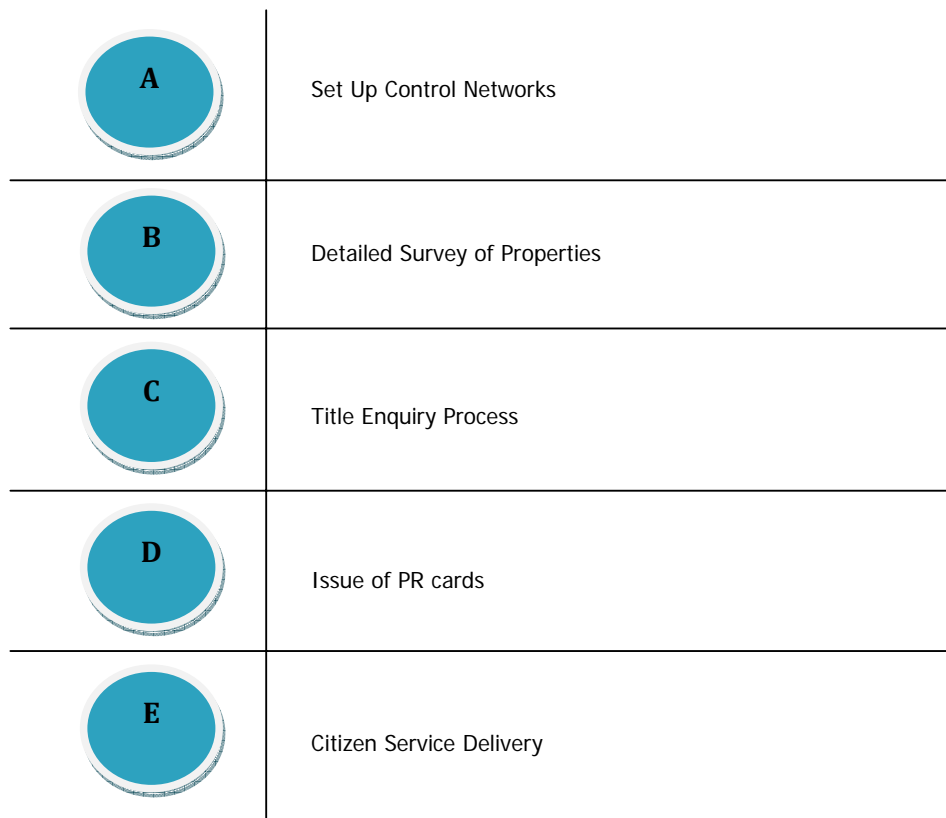 A
Set Up Control Networks
B
Detailed Survey of Properties
C
Title Enquiry Process
D
Issue of PR cards
E
Citizen Service Delivery